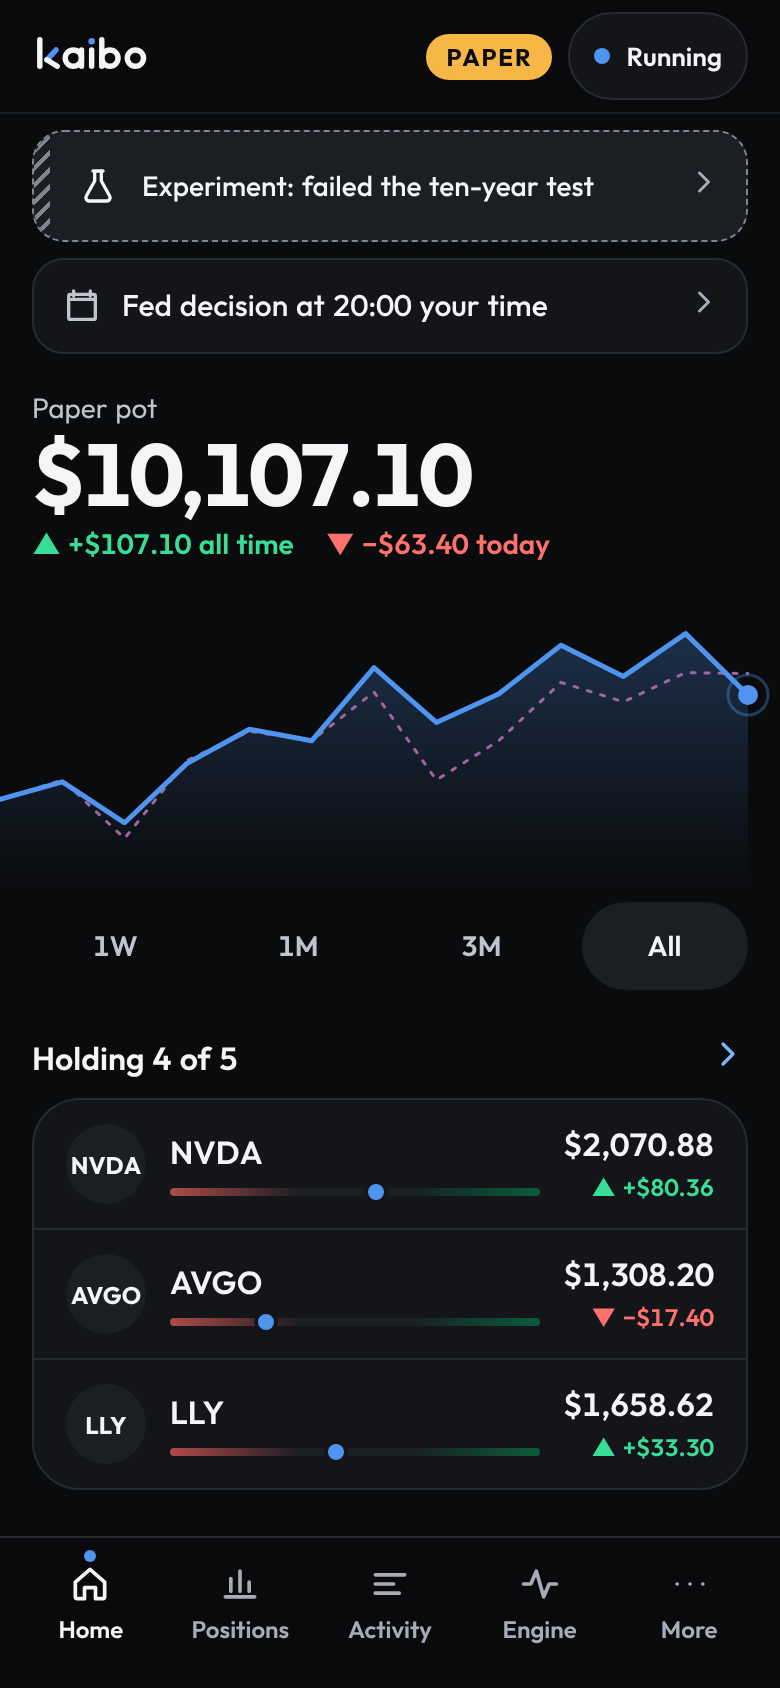 kaibo
PAPER
Running
Experiment: failed the ten-year test
Fed decision at 20:00 your time
Paper pot
$10,107.10
▲ +$107.10 all time ▼ −$63.40 today
1W 1M 3M All
Holding 4 of 5
NVDA NVDA $2,070.88
▲ +$80.36
AVGO AVGO $1,308.20
▼ −$17.40
LLY LLY $1,658.62
▲ +$33.30
Home Positions Activity Engine More